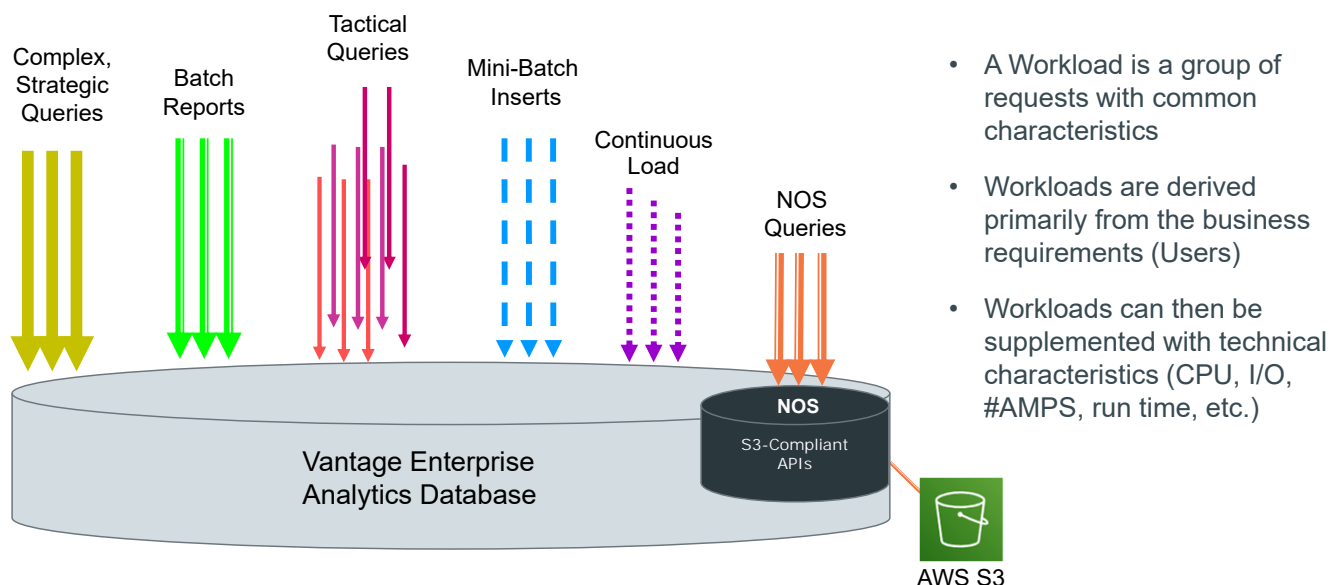 Complex,
Strategic
Queries
Batch
Reports
Tactical
Queries
Mini-Batch
Inserts
Continuous
Load
NOS
Queries
NOS
S3-Compliant
APIs
Vantage Enterprise
Analytics Database
AWS S3
• A Workload is a group of
requests with common
characteristics
• Workloads are derived
primarily from the business
requirements (Users)
• Workloads can then be
supplemented with technical
characteristics (CPU, I/O,
#AMPS, run time, etc.)